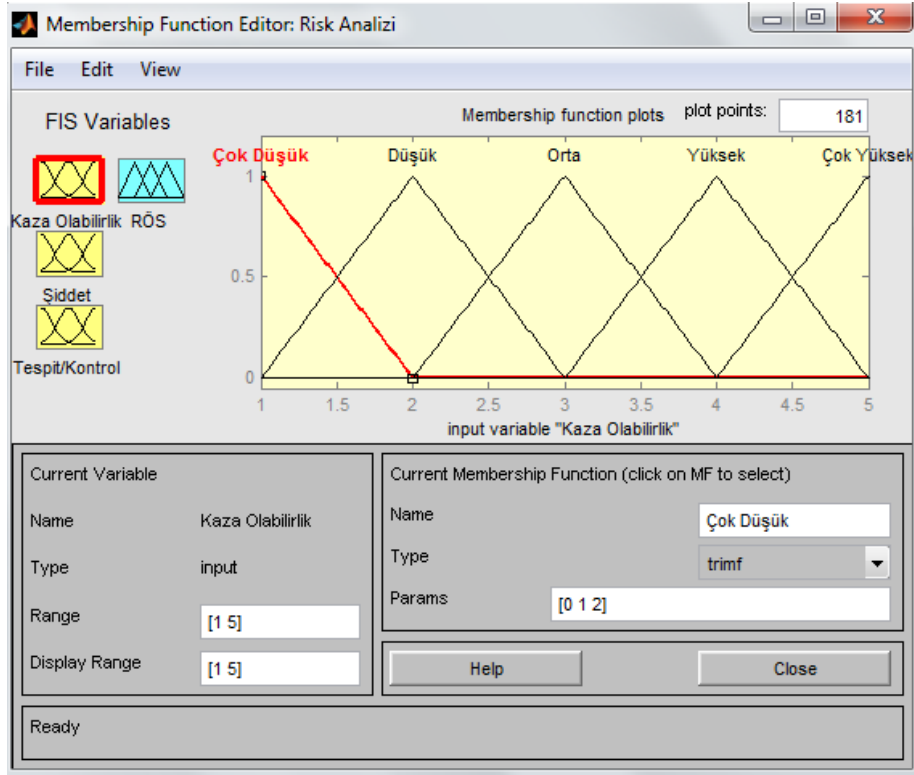 Membership Function Editor: Risk Analizi
File Edit View
FIS Variables
Membership function plots
plot points:
181
Çok Düşük
Düşük
Orta
Yüksek
Çok Yüksek
Kaza Olabilirlik
RÖS
Şiddet
Tespit/Kontrol
1
0.5
0
1 1.5 2 2.5 3 3.5 4 4.5 5
input variable "Kaza Olabilirlik"
Current Variable
Name Kaza Olabilirlik
Type input
Range [1 5]
Display Range [1 5]
Current Membership Function (click on MF to select)
Name Çok Düşük
Type trimf
Params [0 1 2]
Help
Close
Ready